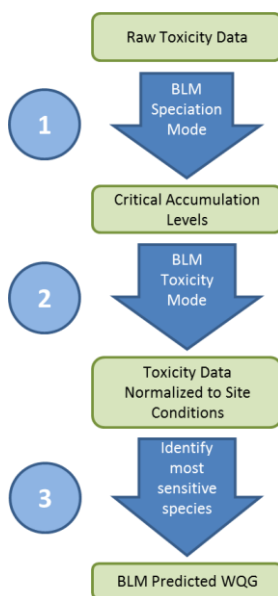 Raw Toxicity Data
1
BLM
Speciation
Mode
Critical Accumulation
Levels
2
BLM
Toxicity
Mode
Toxicity Data
Normalized to Site
Conditions
3
Identify
most
sensitive
species
BLM Predicted WQG